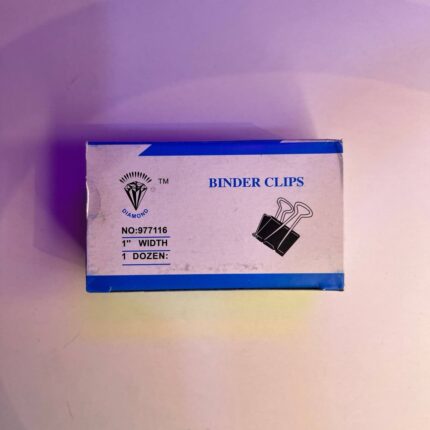 TM
DIAMOND
BINDER CLIPS
NO:977116
1" WIDTH
1 DOZEN: